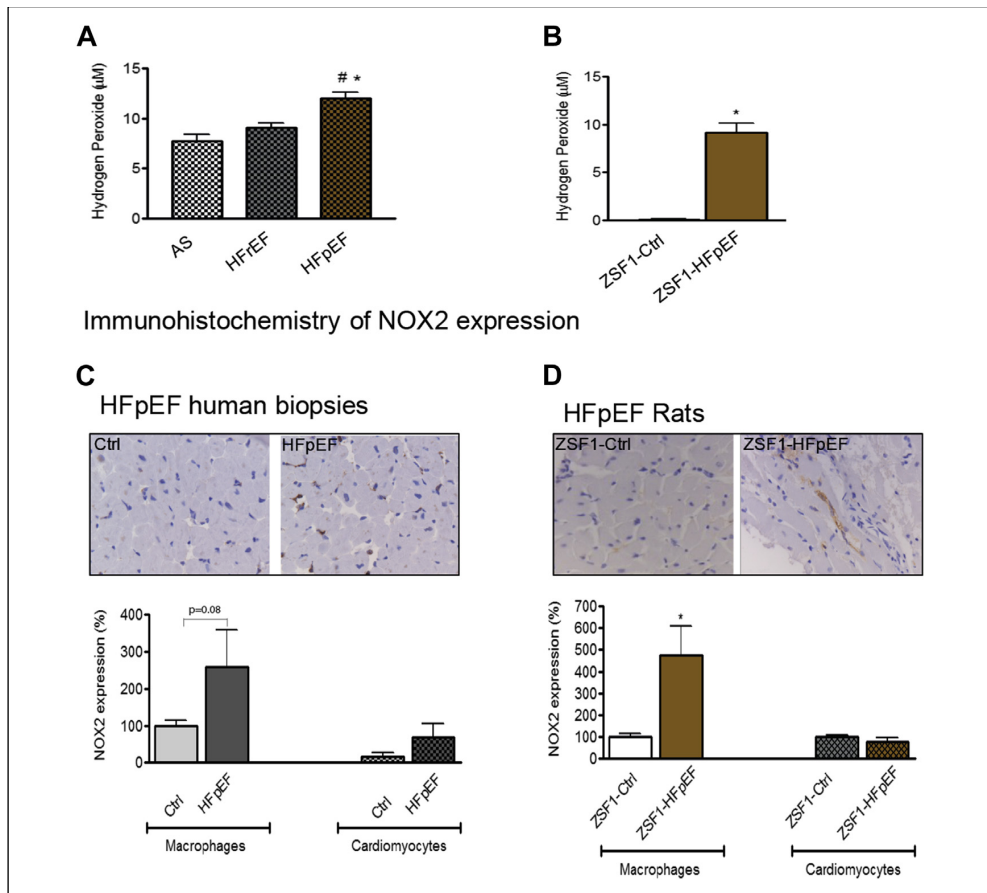 A
Hydrogen Peroxide (μM)
15
10
5
0
# *
AS
HFrEF
HFpEF
B
Hydrogen Peroxide (μM)
15
10
5
0
*
ZSF1-Ctrl
ZSF1-HFpEF
Immunohistochemistry of NOX2 expression
C
HFpEF human biopsies
Ctrl
HFpEF
NOX2 expression (%)
400
300
200
100
0
p=0.08
Ctrl
HFpEF
Ctrl
HFpEF
Macrophages
Cardiomyocytes
D
HFpEF Rats
ZSF1-Ctrl
ZSF1-HFpEF
NOX2 expression (%)
700
600
500
400
300
200
100
0
*
ZSF1-Ctrl
ZSF1-HFpEF
ZSF1-Ctrl
ZSF1-HFpEF
Macrophages
Cardiomyocytes